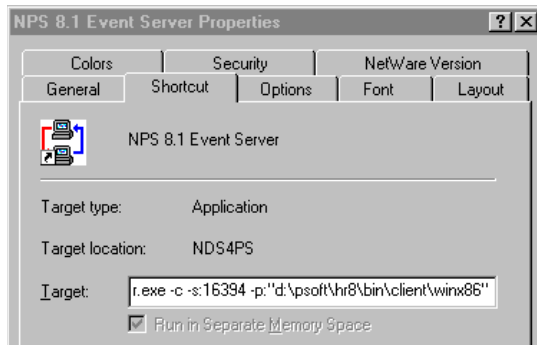 NPS 8.1 Event Server Properties
Colors Security NetWare Version
General Shortcut Options Font Layout
NPS 8.1 Event Server
Target type: Application
Target location: NDS4PS
Target: r.exe -c -s:16394 -p:"d:\psoft\hr8\bin\client\winx86"
Run in Separate Memory Space